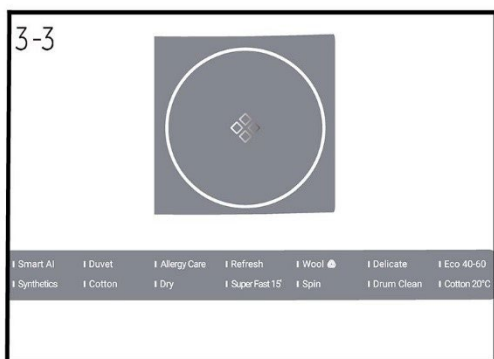 3-3
Smart AI Duvet Allergy Care Refresh Wool Delicate Eco 40-60
Synthetics Cotton Dry Super Fast 15' Spin Drum Clean Cotton 20°C